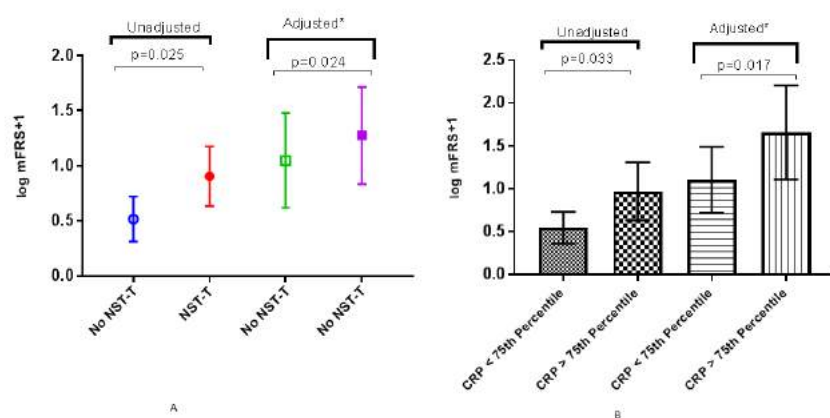 Unadjusted
Adjusted*
p=0.025
p=0.024
log mFRS+1
2.0
1.5
1.0
0.5
0.0
No NST-T
NST-T
No NST-T
No NST-T
A
Unadjusted
Adjusted*
p=0.033
p=0.017
log mFRS+1
2.5
2.0
1.5
1.0
0.5
0.0
CRP < 75th Percentile
CRP > 75th Percentile
CRP < 75th Percentile
CRP > 75th Percentile
B